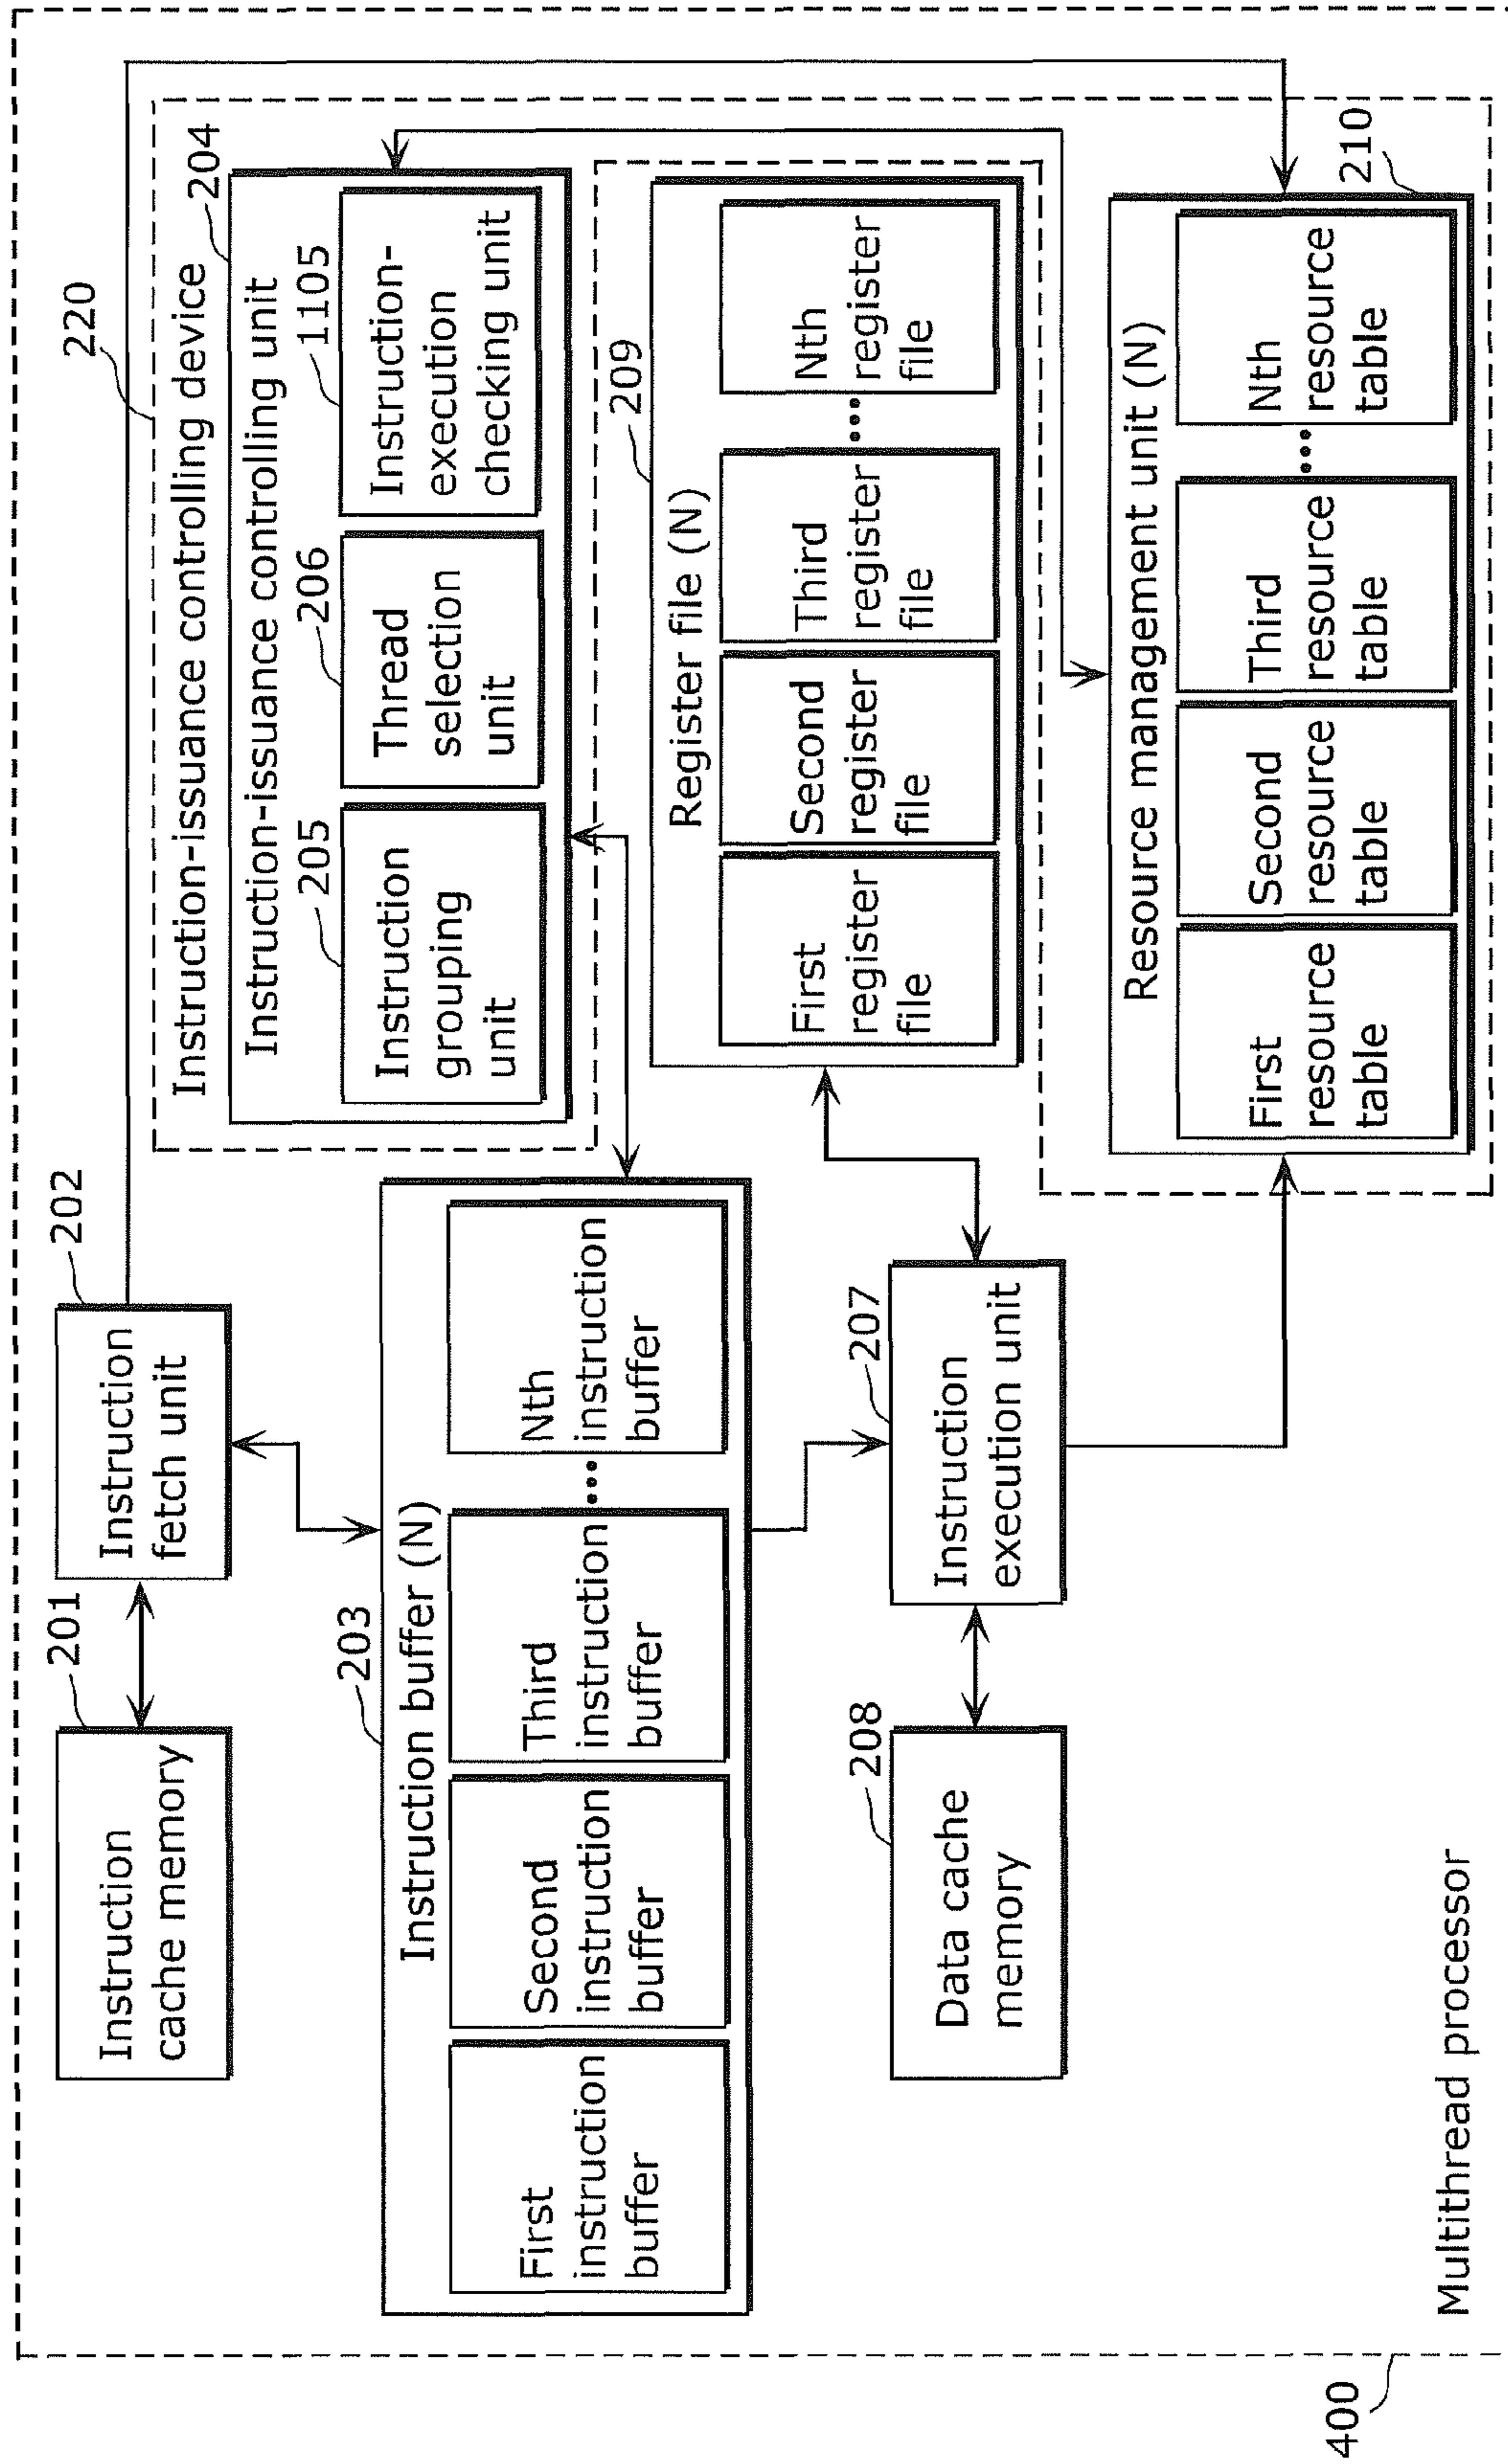 220
Instruction-issuance controlling device
204
Instruction-issuance controlling unit
205
Instruction
grouping
unit
206
Thread
selection
unit
1105
Instruction-
execution
checking unit
201
Instruction
cache memory
202
Instruction
fetch unit
203
Instruction buffer (N)
First
instruction
buffer
Second
instruction
buffer
Third
instruction
buffer
...
Nth
instruction
buffer
209
Register file (N)
First
register
file
Second
register
file
Third
register
file
...
Nth
register
file
208
Data cache
memory
207
Instruction
execution unit
210
Resource management unit (N)
First
resource
table
Second
resource
table
Third
resource
table
...
Nth
resource
table
Multithread processor
400